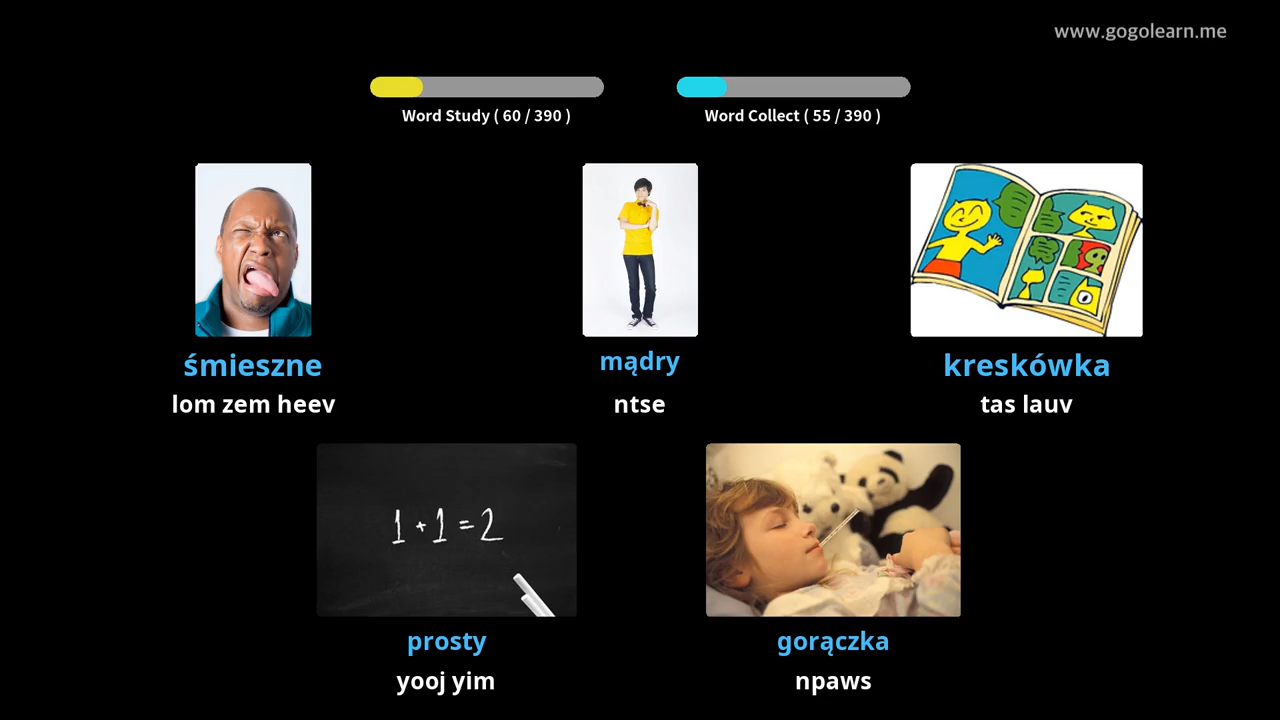 www.gogolearn.me
Word Study ( 60 / 390 )
Word Collect ( 55 / 390 )
śmieszne
mądry
kreskówka
lom zem heev
ntse
tas lauv
1 + 1 = 2
prosty
gorączka
yooj yim
npaws